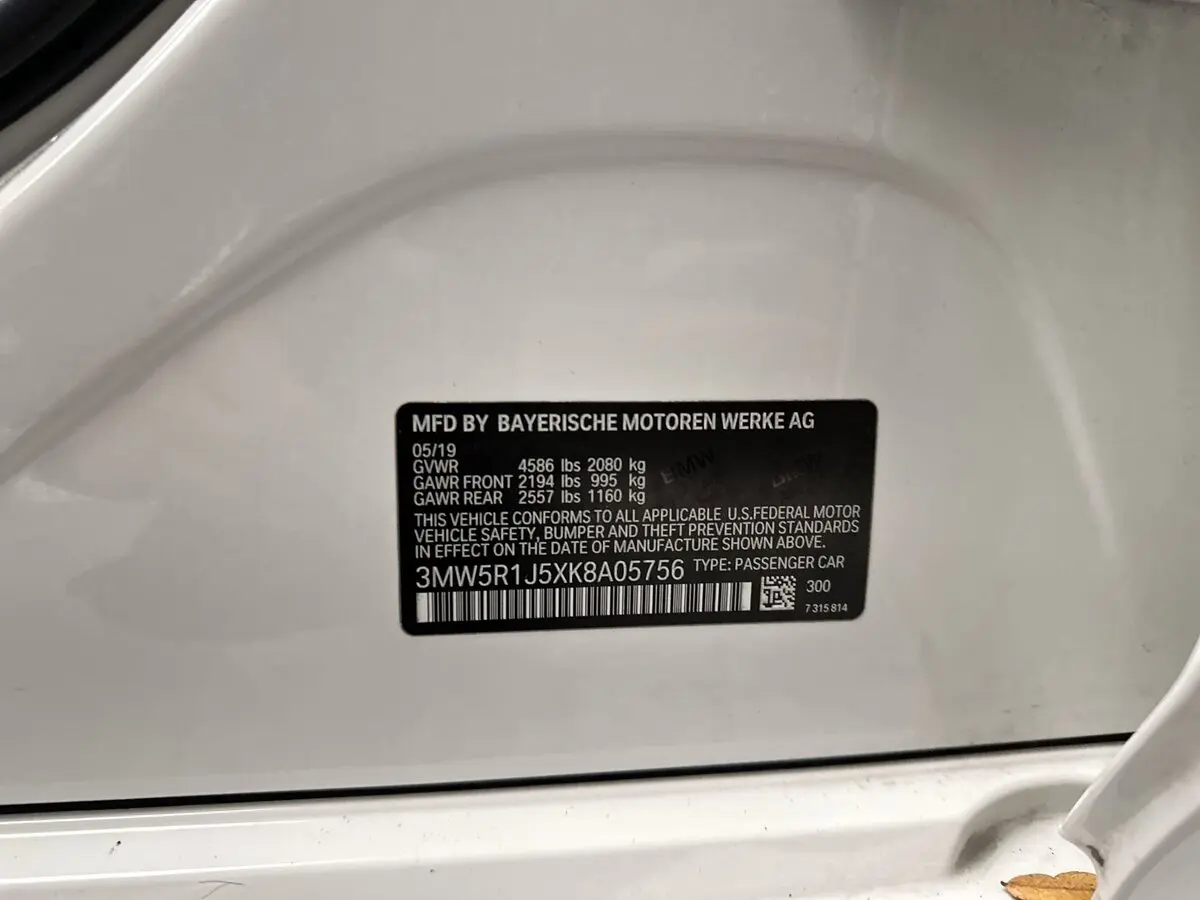 MFD BY BAYERISCHE MOTOREN WERKE AG
05/19
GVWR 4586 lbs 2080 kg
GAWR FRONT 2194 lbs 995 kg
GAWR REAR 2557 lbs 1160 kg
BMW
BMW
THIS VEHICLE CONFORMS TO ALL APPLICABLE U.S.FEDERAL MOTOR
VEHICLE SAFETY, BUMPER AND THEFT PREVENTION STANDARDS
IN EFFECT ON THE DATE OF MANUFACTURE SHOWN ABOVE.
3MW5R1J5XK8A05756 TYPE: PASSENGER CAR
300
7 315 814